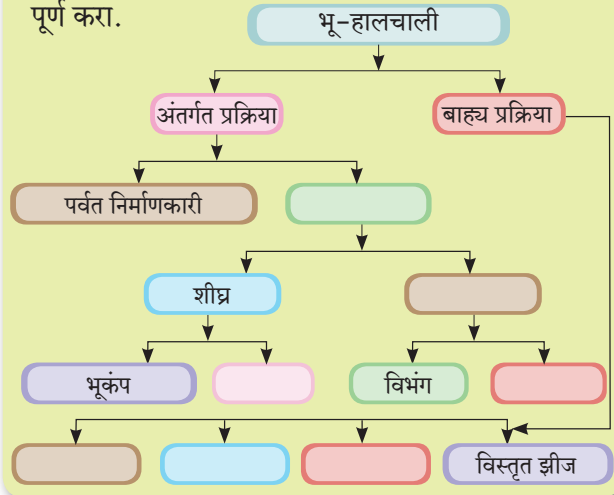 पूर्ण करा.
भू-हालचाली
अंतर्गत प्रक्रिया
बाह्य प्रक्रिया
पर्वत निर्माणकारी
शीघ्र
भूकंप
विभंग
विस्तृत झीज